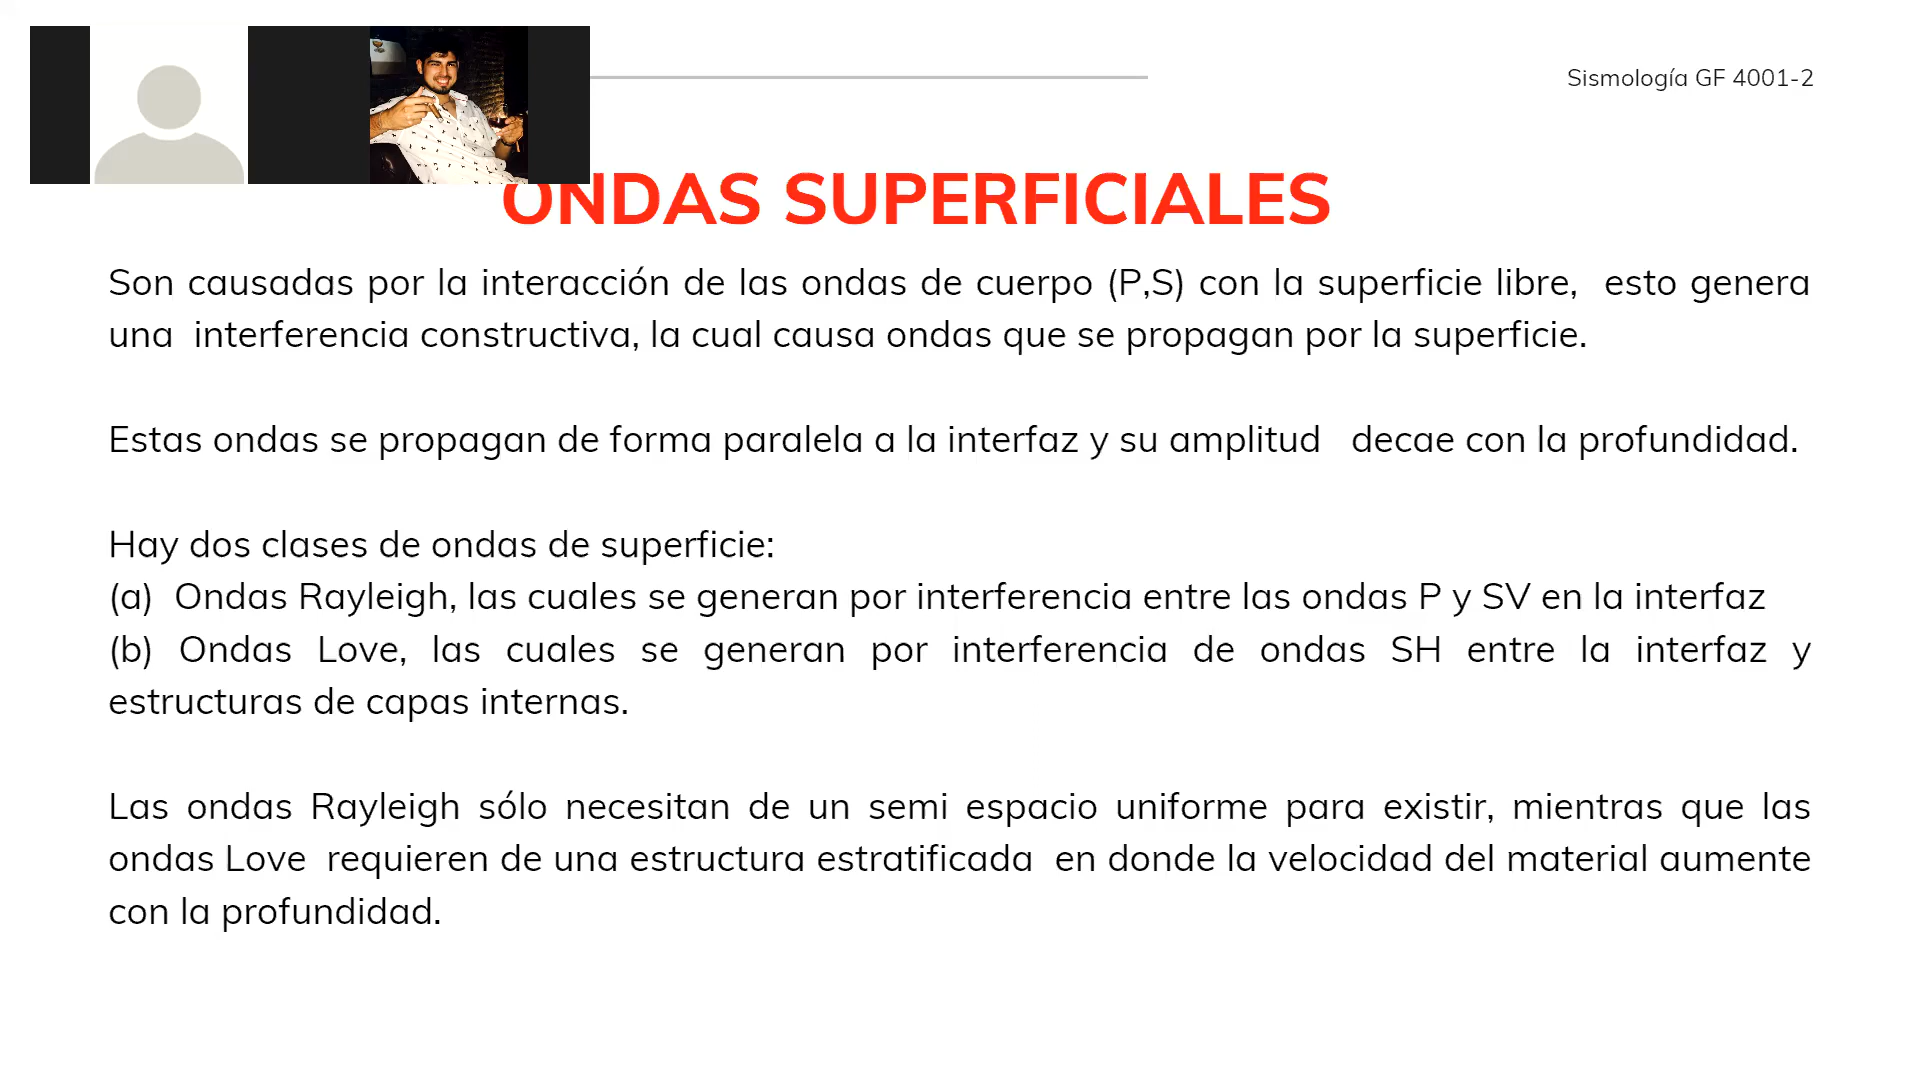 Sismología GF 4001-2
ONDAS SUPERFICIALES
Son causadas por la interacción de las ondas de cuerpo (P,S) con la superficie libre, esto genera
una interferencia constructiva, la cual causa ondas que se propagan por la superficie.
Estas ondas se propagan de forma paralela a la interfaz y su amplitud decae con la profundidad.
Hay dos clases de ondas de superficie:
(a) Ondas Rayleigh, las cuales se generan por interferencia entre las ondas P y SV en la interfaz
(b) Ondas Love, las cuales se generan por interferencia de ondas SH entre la interfaz y
estructuras de capas internas.
Las ondas Rayleigh sólo necesitan de un semi espacio uniforme para existir, mientras que las
ondas Love requieren de una estructura estratificada en donde la velocidad del material aumente
con la profundidad.